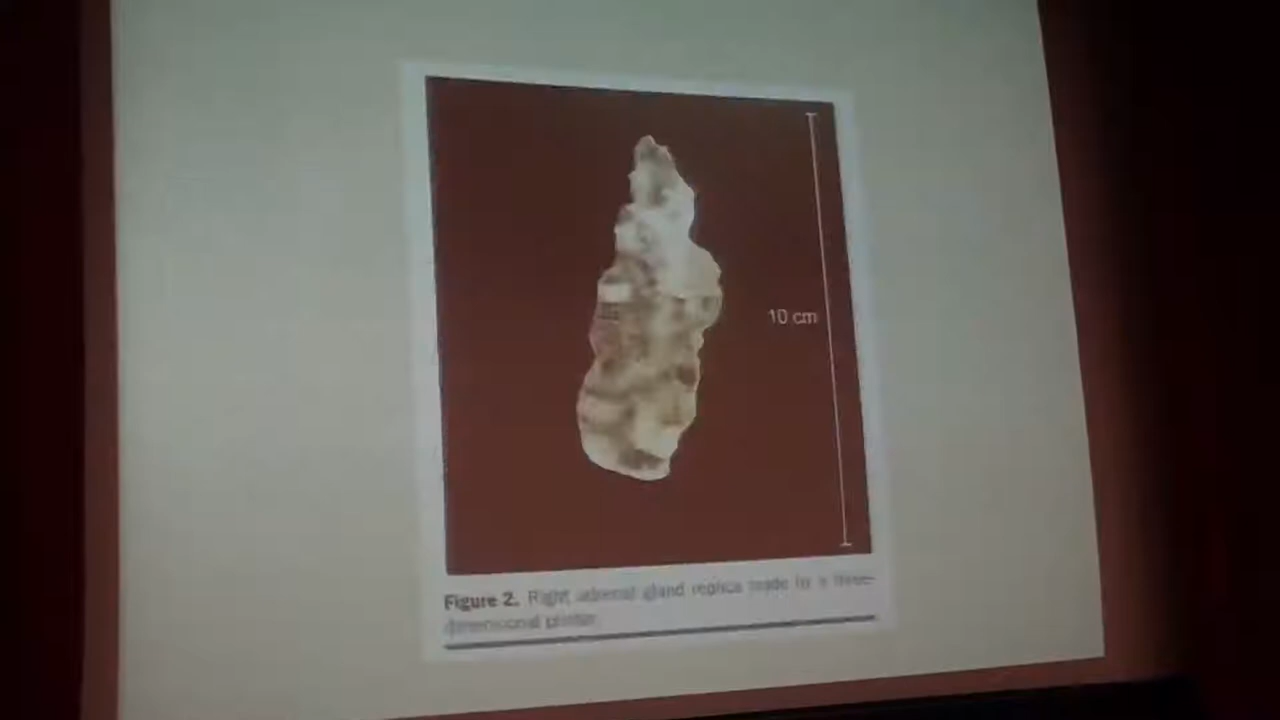 10 cm
Figure 2. Right adrenal gland replica made by a three-
dimensional printer.